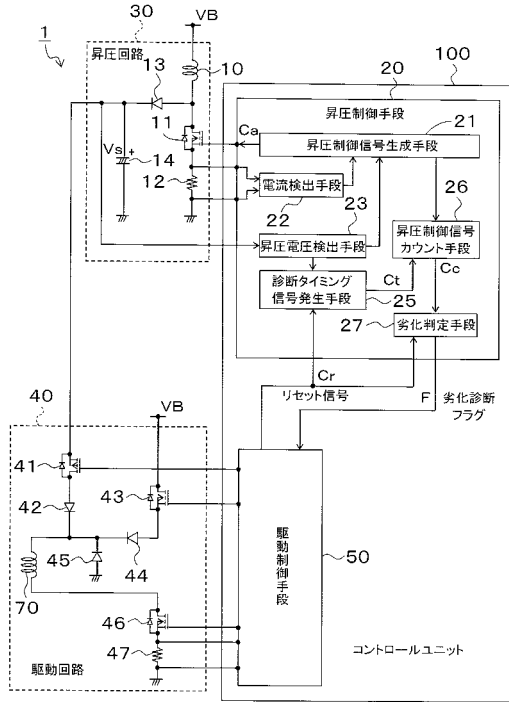 1
30
VB
昇圧回路
13
10
11
Vs
+
14
12
100
20
昇圧制御手段
21
Ca
昇圧制御信号生成手段
電流検出手段
22
23
26
昇圧電圧検出手段
昇圧制御信号
カウント手段
診断タイミング
信号発生手段
Ct
25
Cc
27
劣化判定手段
Cr
リセット信号
F
劣化診断
フラグ
40
VB
41
43
42
45
44
70
46
47
駆動回路
駆動制御手段
50
コントロールユニット